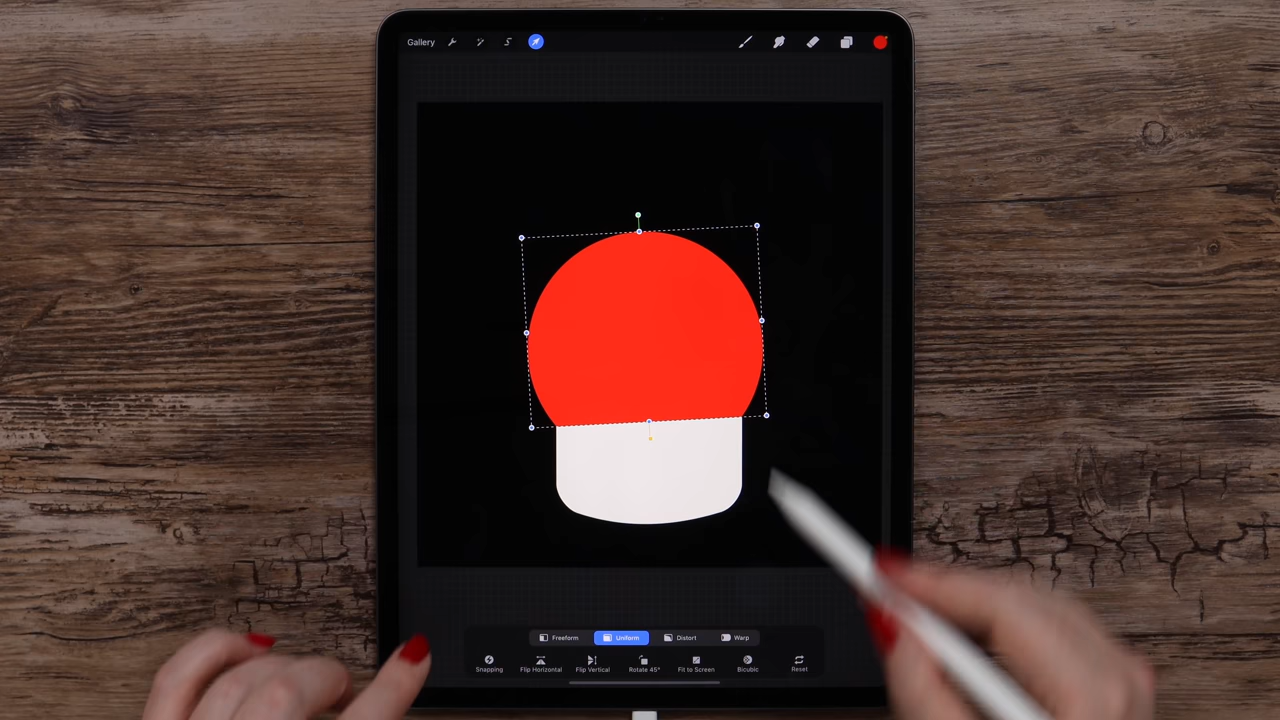 Gallery
Freeform Uniform Distort Warp
Snapping Flip Horizontal Flip Vertical Rotate 45° Fit to Screen Bicubic Reset